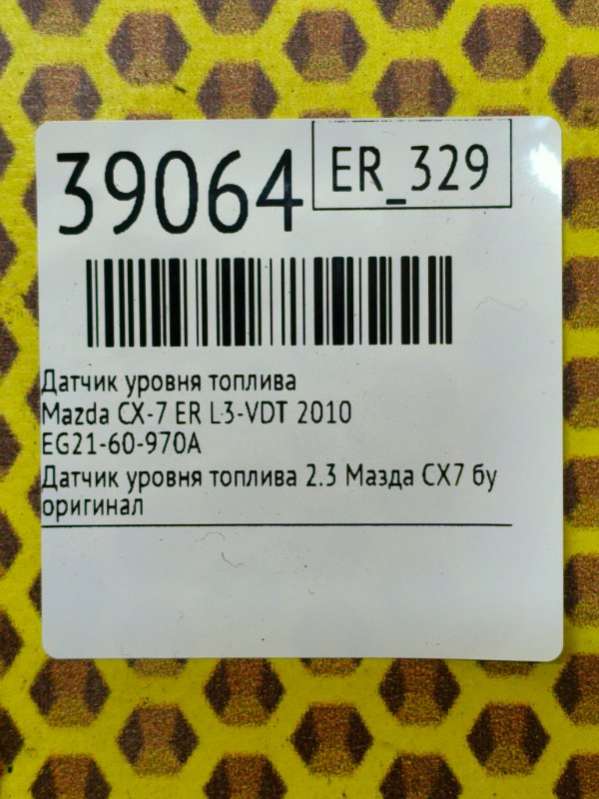 39064
ER_329
Датчик уровня топлива
Mazda CX-7 ER L3-VDT 2010
EG21-60-970A
Датчик уровня топлива 2.3 Мазда СХ7 бу
оригинал